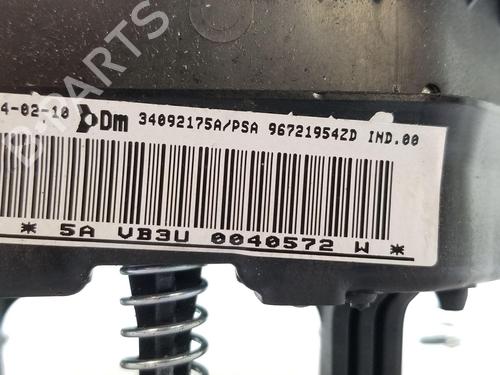 4-02-10 Dm 34092175A/PSA 96721954ZD IND.00
* 5A VB3U 0040572 W *
B-PARTS